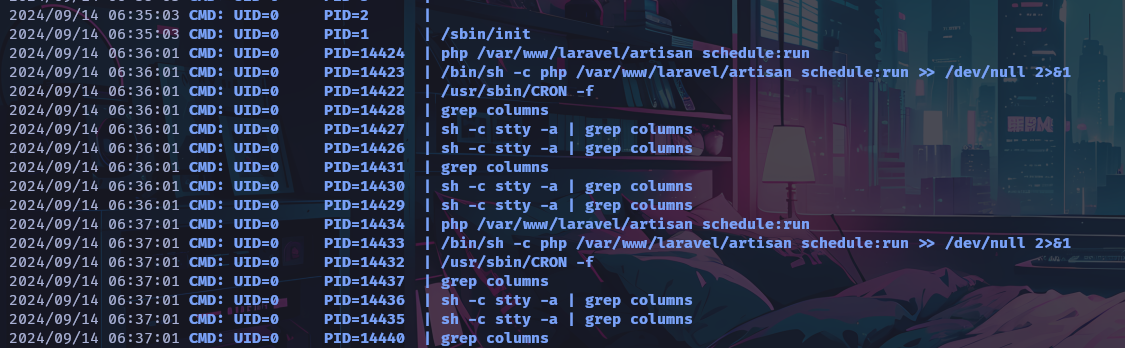 2024/09/14 06:35:03 CMD: UID=0     PID=2      |
2024/09/14 06:35:03 CMD: UID=0     PID=1      | /sbin/init
2024/09/14 06:36:01 CMD: UID=0     PID=14424  | php /var/www/laravel/artisan schedule:run
2024/09/14 06:36:01 CMD: UID=0     PID=14423  | /bin/sh -c php /var/www/laravel/artisan schedule:run >> /dev/null 2>&1
2024/09/14 06:36:01 CMD: UID=0     PID=14422  | /usr/sbin/CRON -f
2024/09/14 06:36:01 CMD: UID=0     PID=14428  | grep columns
2024/09/14 06:36:01 CMD: UID=0     PID=14427  | sh -c stty -a | grep columns
2024/09/14 06:36:01 CMD: UID=0     PID=14426  | sh -c stty -a | grep columns
2024/09/14 06:36:01 CMD: UID=0     PID=14431  | grep columns
2024/09/14 06:36:01 CMD: UID=0     PID=14430  | sh -c stty -a | grep columns
2024/09/14 06:36:01 CMD: UID=0     PID=14429  | sh -c stty -a | grep columns
2024/09/14 06:37:01 CMD: UID=0     PID=14434  | php /var/www/laravel/artisan schedule:run
2024/09/14 06:37:01 CMD: UID=0     PID=14433  | /bin/sh -c php /var/www/laravel/artisan schedule:run >> /dev/null 2>&1
2024/09/14 06:37:01 CMD: UID=0     PID=14432  | /usr/sbin/CRON -f
2024/09/14 06:37:01 CMD: UID=0     PID=14437  | grep columns
2024/09/14 06:37:01 CMD: UID=0     PID=14436  | sh -c stty -a | grep columns
2024/09/14 06:37:01 CMD: UID=0     PID=14435  | sh -c stty -a | grep columns
2024/09/14 06:37:01 CMD: UID=0     PID=14440  | grep columns